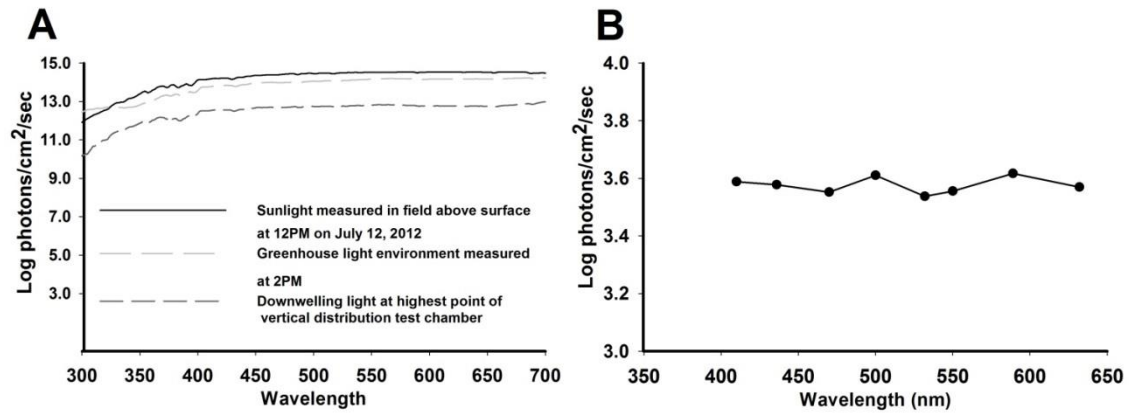 A
Log photons/cm²/sec
15.0
13.0
11.0
9.0
7.0
5.0
3.0
Sunlight measured in field above surface
at 12PM on July 12, 2012
Greenhouse light environment measured
at 2PM
Downwelling light at highest point of
vertical distribution test chamber
300 350 400 450 500 550 600 650 700
Wavelength
B
Log photons/cm²/sec
4.0
3.8
3.6
3.4
3.2
3.0
350 400 450 500 550 600 650
Wavelength (nm)